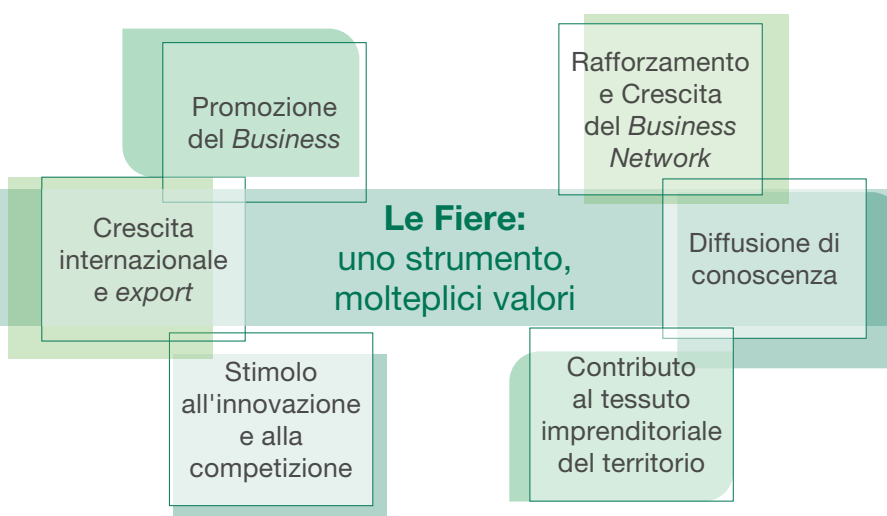 Promozione
del Business
Rafforzamento
e Crescita
del Business
Network
Crescita
internazionale
e export
Le Fiere:
uno strumento,
molteplici valori
Diffusione di
conoscenza
Stimolo
all'innovazione
e alla
competizione
Contributo
al tessuto
imprenditoriale
del territorio